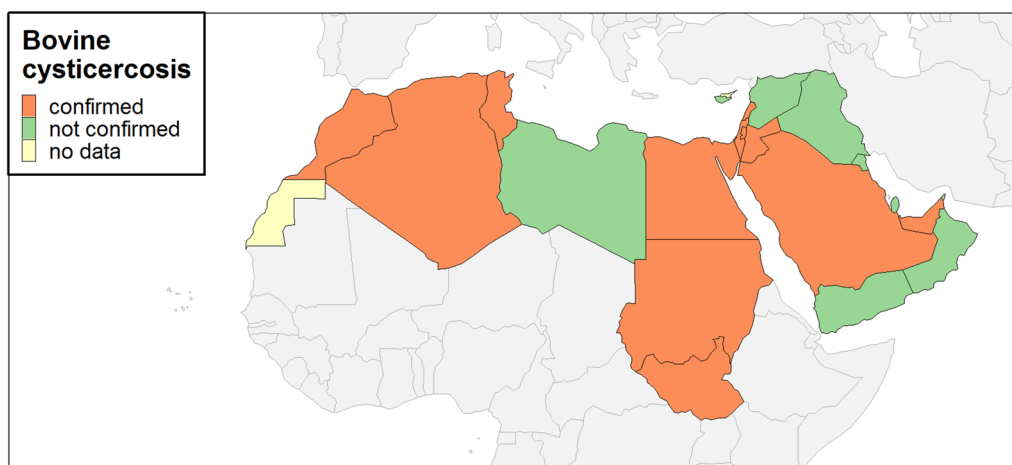 Bovine
cysticercosis
confirmed
not confirmed
no data